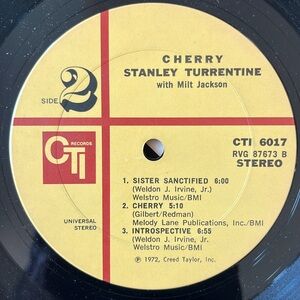 CHERRY
STANLEY TURRENTINE
with Milt Jackson
SIDE 2
CTI RECORDS
CTI 6017
RVG 87673 B
STEREO
UNIVERSAL
STEREO
1. SISTER SANCTIFIED 6:00
(Weldon J. Irvine, Jr.)
Welstro Music/BMI
2. CHERRY 5:10
(Gilbert/Redman)
Melody Lane Publications, Inc./BMI
3. INTROSPECTIVE 6:55
(Weldon J. Irvine, Jr.)
Welstro Music/BMI
℗ 1972, Creed Taylor, Inc.